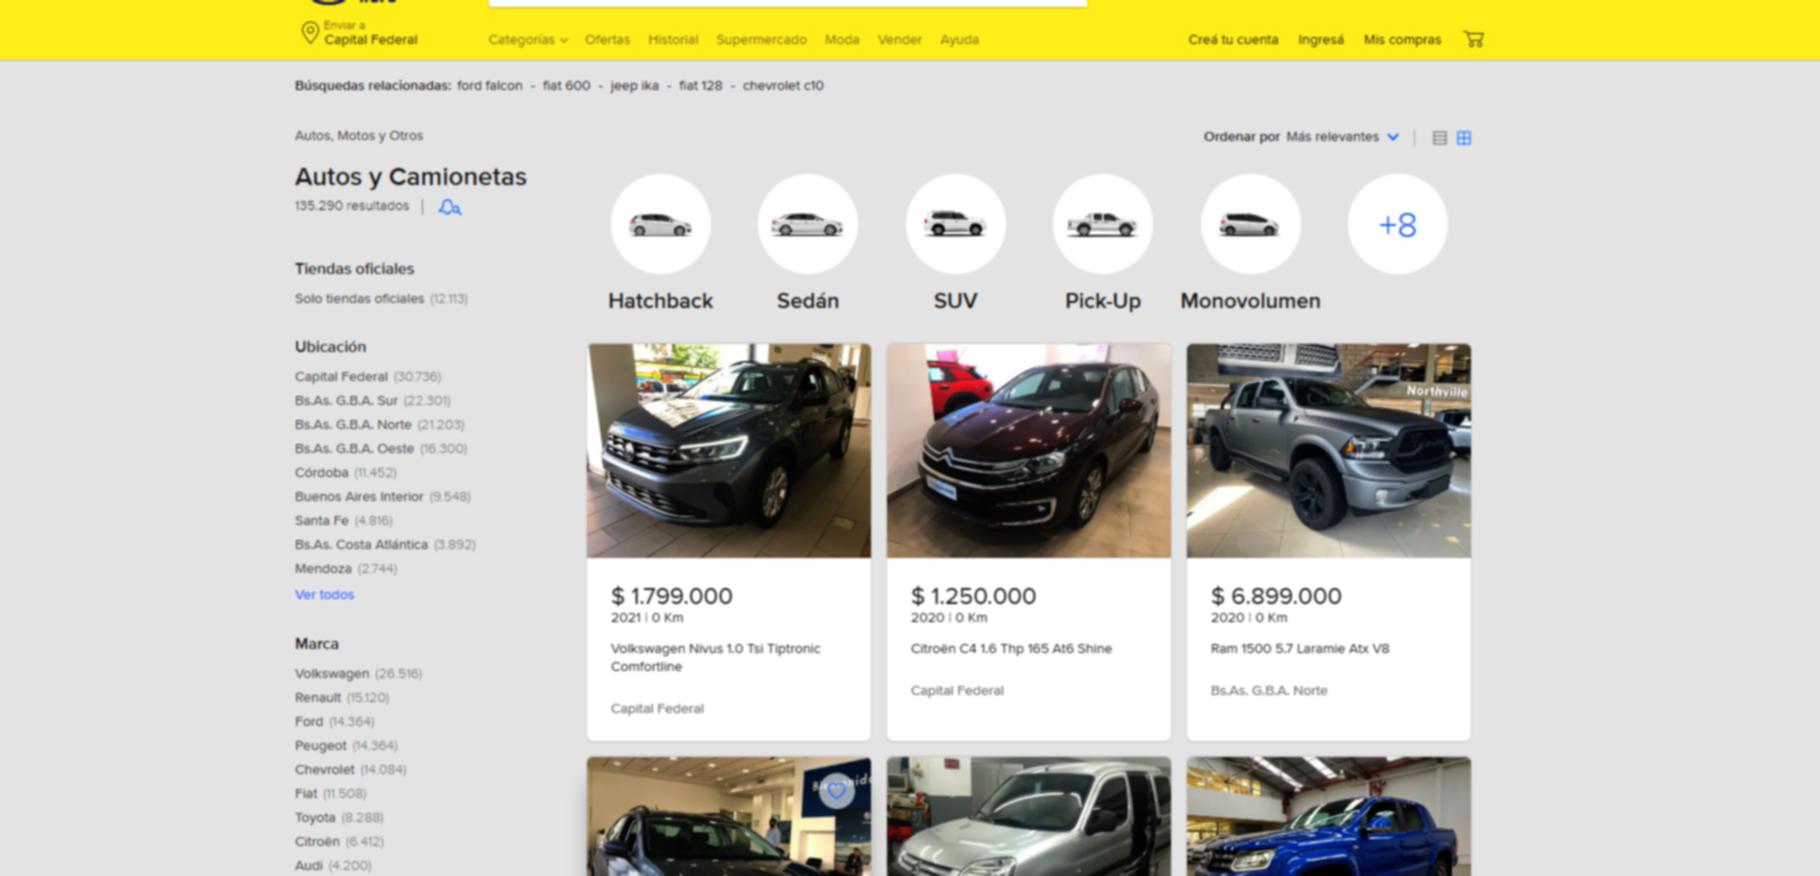 Enviar a
Capital Federal
Categorías Ofertas Historial Supermercado Moda Vender Ayuda
Creá tu cuenta Ingresá Mis compras
Búsquedas relacionadas: ford falcon - fiat 600 - jeep ika - fiat 128 - chevrolet c10
Autos, Motos y Otros
Ordenar por Más relevantes
Autos y Camionetas
135.290 resultados
+8
Hatchback Sedán SUV Pick-Up Monovolumen
Tiendas oficiales
Solo tiendas oficiales (12.113)
Ubicación
Capital Federal (30.736)
Bs.As. G.B.A. Sur (22.301)
Bs.As. G.B.A. Norte (21.203)
Bs.As. G.B.A. Oeste (16.300)
Córdoba (11.452)
Buenos Aires Interior (9.548)
Santa Fe (4.816)
Bs.As. Costa Atlántica (3.892)
Mendoza (2.744)
Ver todos
Marca
Volkswagen (26.516)
Renault (15.120)
Ford (14.364)
Peugeot (14.364)
Chevrolet (14.084)
Fiat (11.508)
Toyota (8.288)
Citroën (6.412)
Audi (4.200)
$ 1.799.000
2021 | 0 Km
Volkswagen Nivus 1.0 Tsi Tiptronic
Comfortline
Capital Federal
$ 1.250.000
2020 | 0 Km
Citroën C4 1.6 Thp 165 At6 Shine
Capital Federal
Northville
$ 6.899.000
2020 | 0 Km
Ram 1500 5.7 Laramie Atx V8
Bs.As. G.B.A. Norte